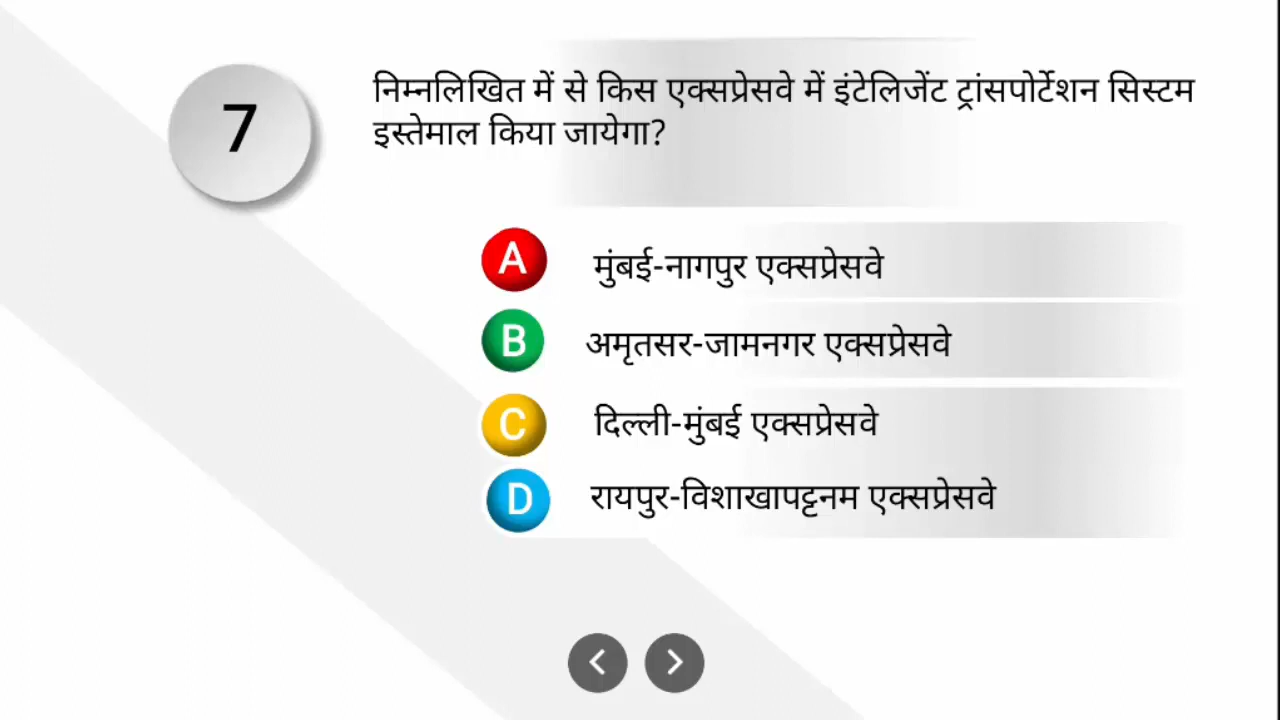 7
निम्नलिखित में से किस एक्सप्रेसवे में इंटेलिजेंट ट्रांसपोर्टेशन सिस्टम
इस्तेमाल किया जायेगा?
A मुंबई-नागपुर एक्सप्रेसवे
B अमृतसर-जामनगर एक्सप्रेसवे
C दिल्ली-मुंबई एक्सप्रेसवे
D रायपुर-विशाखापट्टनम एक्सप्रेसवे